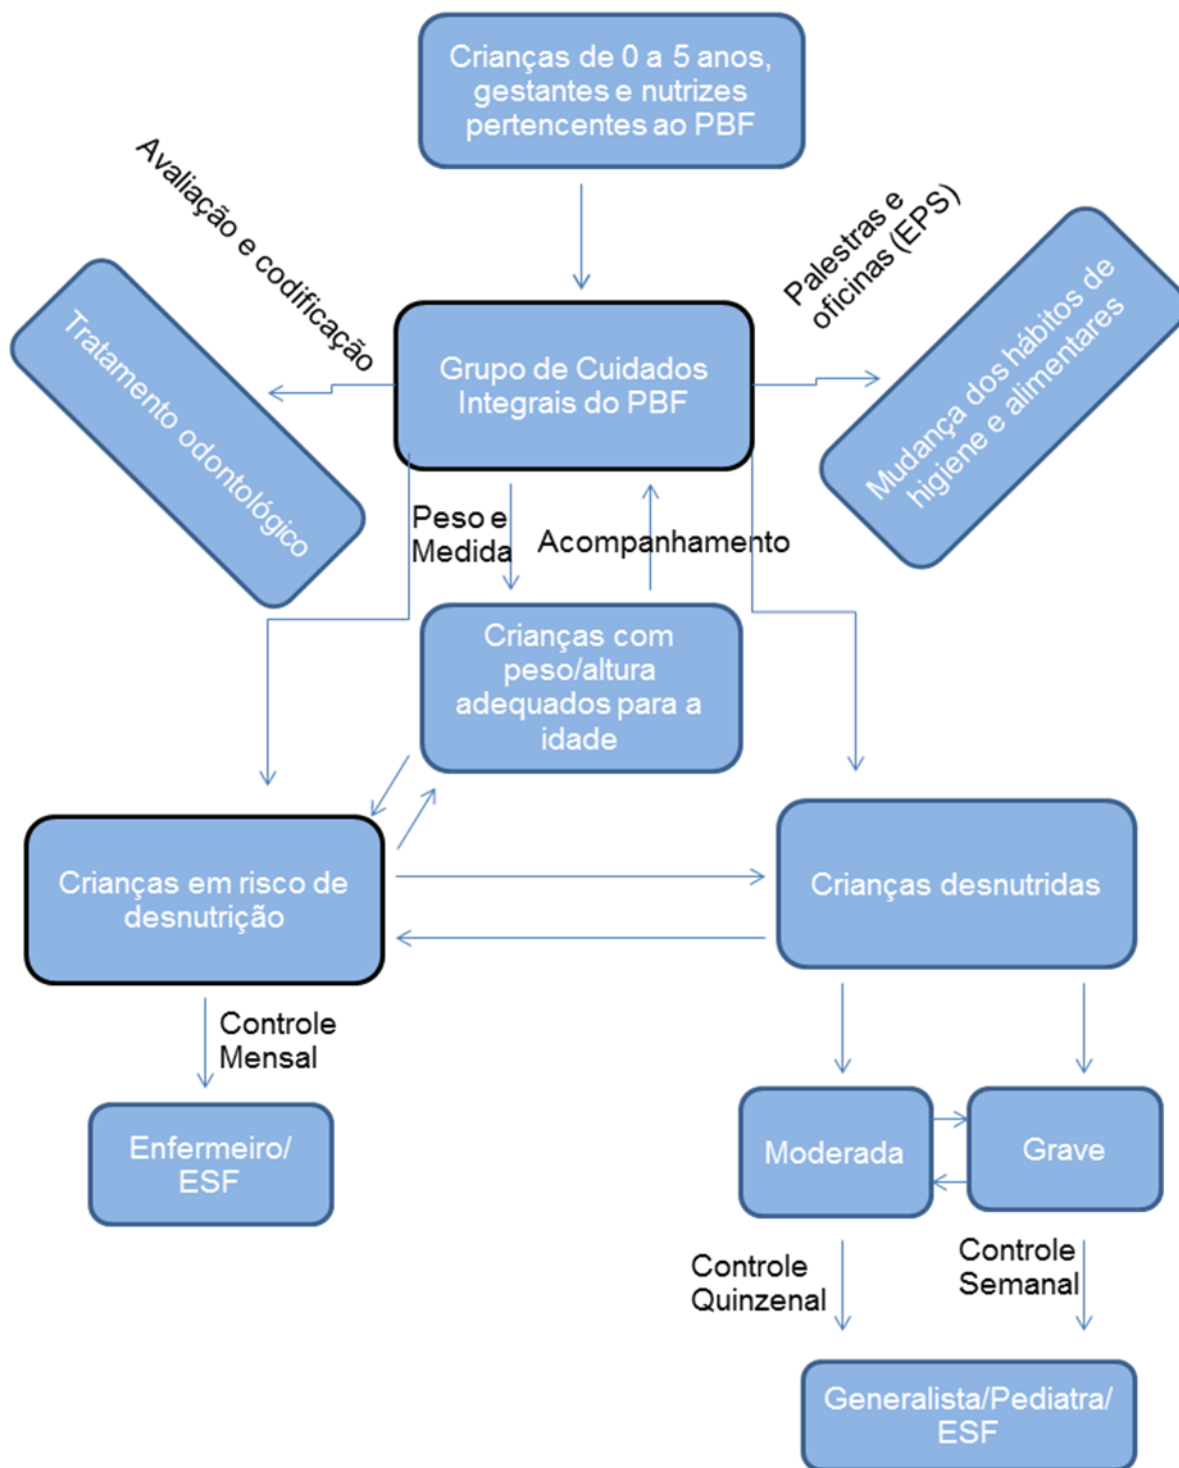 Crianças de 0 a 5 anos,
gestantes e nutrizes
pertencentes ao PBF
Avaliação e codificação
Palestras e
oficinas (EPS)
Tratamento odontológico
Grupo de Cuidados
Integrais do PBF
Mudança dos hábitos de
higiene e alimentares
Peso e
Medida
Acompanhamento
Crianças com
peso/altura
adequados para a
idade
Crianças em risco de
desnutrição
Crianças desnutridas
Controle
Mensal
Enfermeiro/
ESF
Moderada
Grave
Controle
Quinzenal
Controle
Semanal
Generalista/Pediatra/
ESF